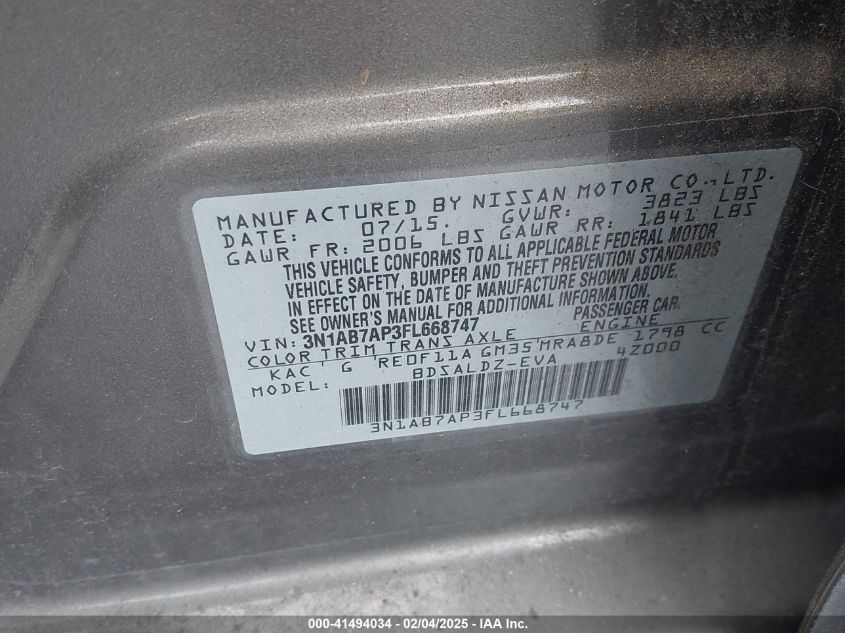 MANUFACTURED BY NISSAN MOTOR CO., LTD.
DATE: 07/15. GVWR: 3823 LBS
GAWR FR: 2006 LBS GAWR RR: 1841 LBS
THIS VEHICLE CONFORMS TO ALL APPLICABLE FEDERAL MOTOR
VEHICLE SAFETY, BUMPER AND THEFT PREVENTION STANDARDS
IN EFFECT ON THE DATE OF MANUFACTURE SHOWN ABOVE.
SEE OWNER'S MANUAL FOR ADDITIONAL INFORMATION.
VIN: 3N1AB7AP3FL668747 PASSENGER CAR.
COLOR TRIM TRANS AXLE ENGINE
KAC G RE0F11A GM35 MRA8DE 1798 CC
MODEL: BDSALDZ-EVA 4Z000
3N1AB7AP3FL668747
000-41494034 - 02/04/2025 - IAA Inc.